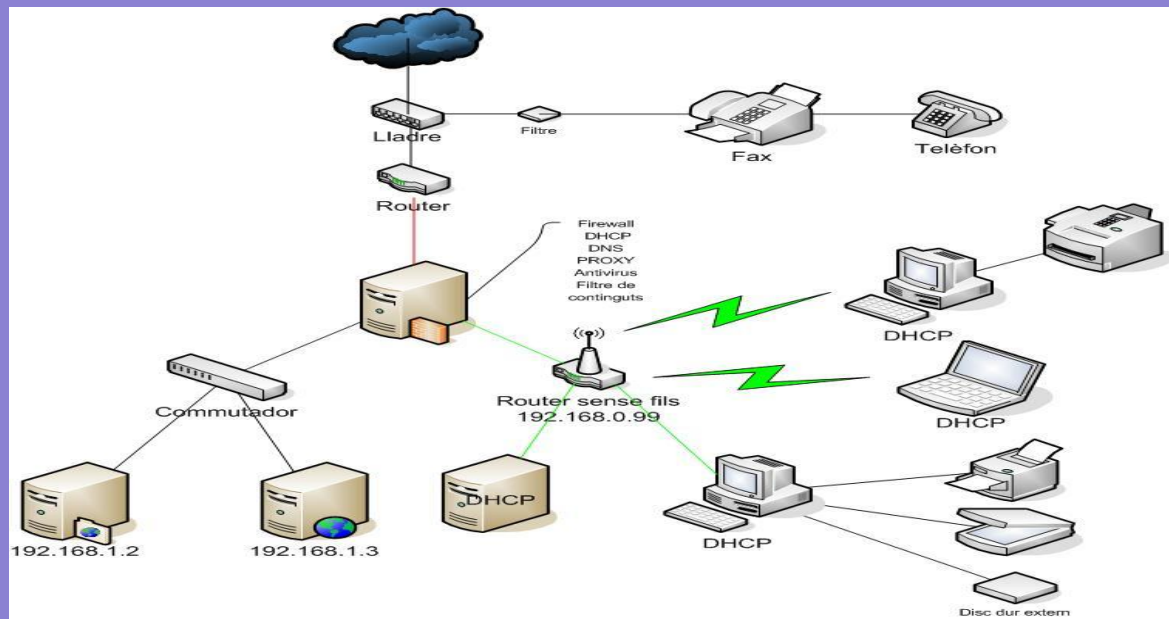 Lladre
Filtre
Fax
Telèfon
Router
Firewall
DHCP
DNS
PROXY
Antivirus
Filtre de
continguts
DHCP
Commutador
Router sense fils
192.168.0.99
DHCP
192.168.1.2
192.168.1.3
DHCP
DHCP
Disc dur extern